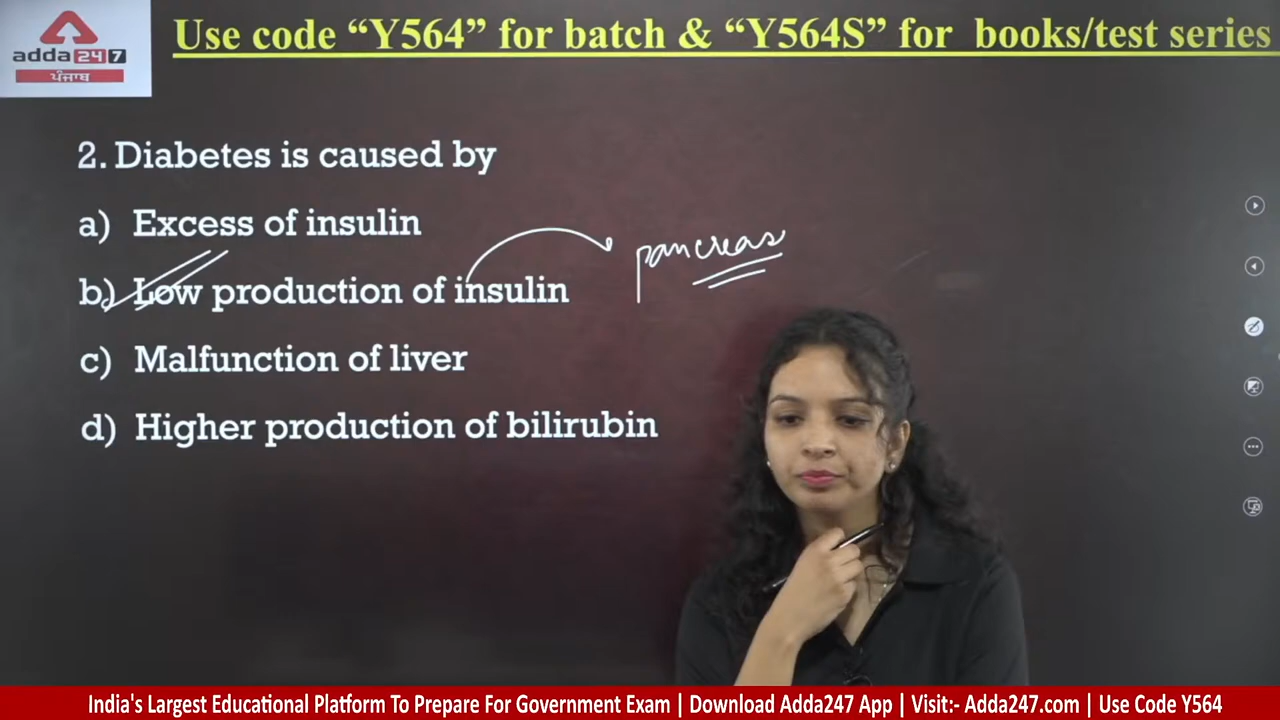 Use code “Y564” for batch & “Y564S” for books/test series
adda247
ਪੰਜਾਬ
2. Diabetes is caused by
a) Excess of insulin
pancreas
b) Low production of insulin
c) Malfunction of liver
d) Higher production of bilirubin
India's Largest Educational Platform To Prepare For Government Exam | Download Adda247 App | Visit:- Adda247.com | Use Code Y564